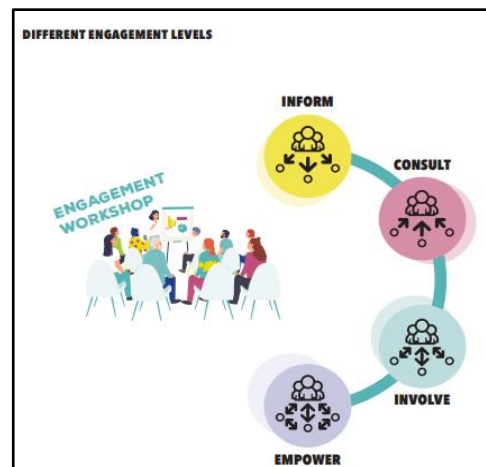 DIFFERENT ENGAGEMENT LEVELS
INFORM
CONSULT
ENGAGEMENT
WORKSHOP
INVOLVE
EMPOWER